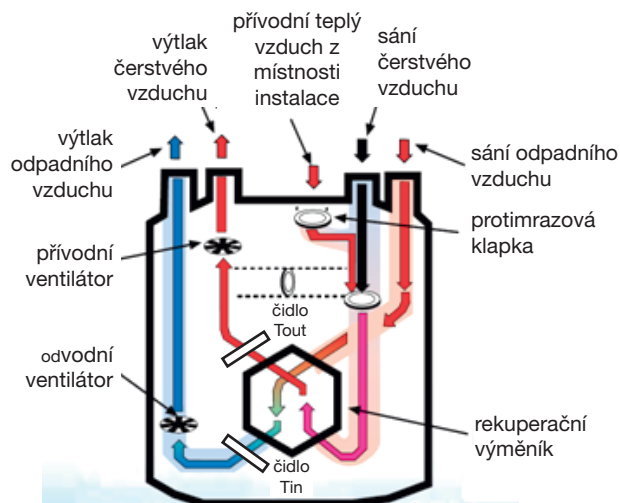 výtlak
čerstvého
vzduchu
přívodní teplý
vzduch z
místnosti
instalace
sání
čerstvého
vzduchu
výtlak
odpadního
vzduchu
sání odpadního
vzduchu
protimrazová
klapka
přívodní
ventilátor
čidlo
Tout
odvodní
ventilátor
rekuperační
výměník
čidlo
Tin